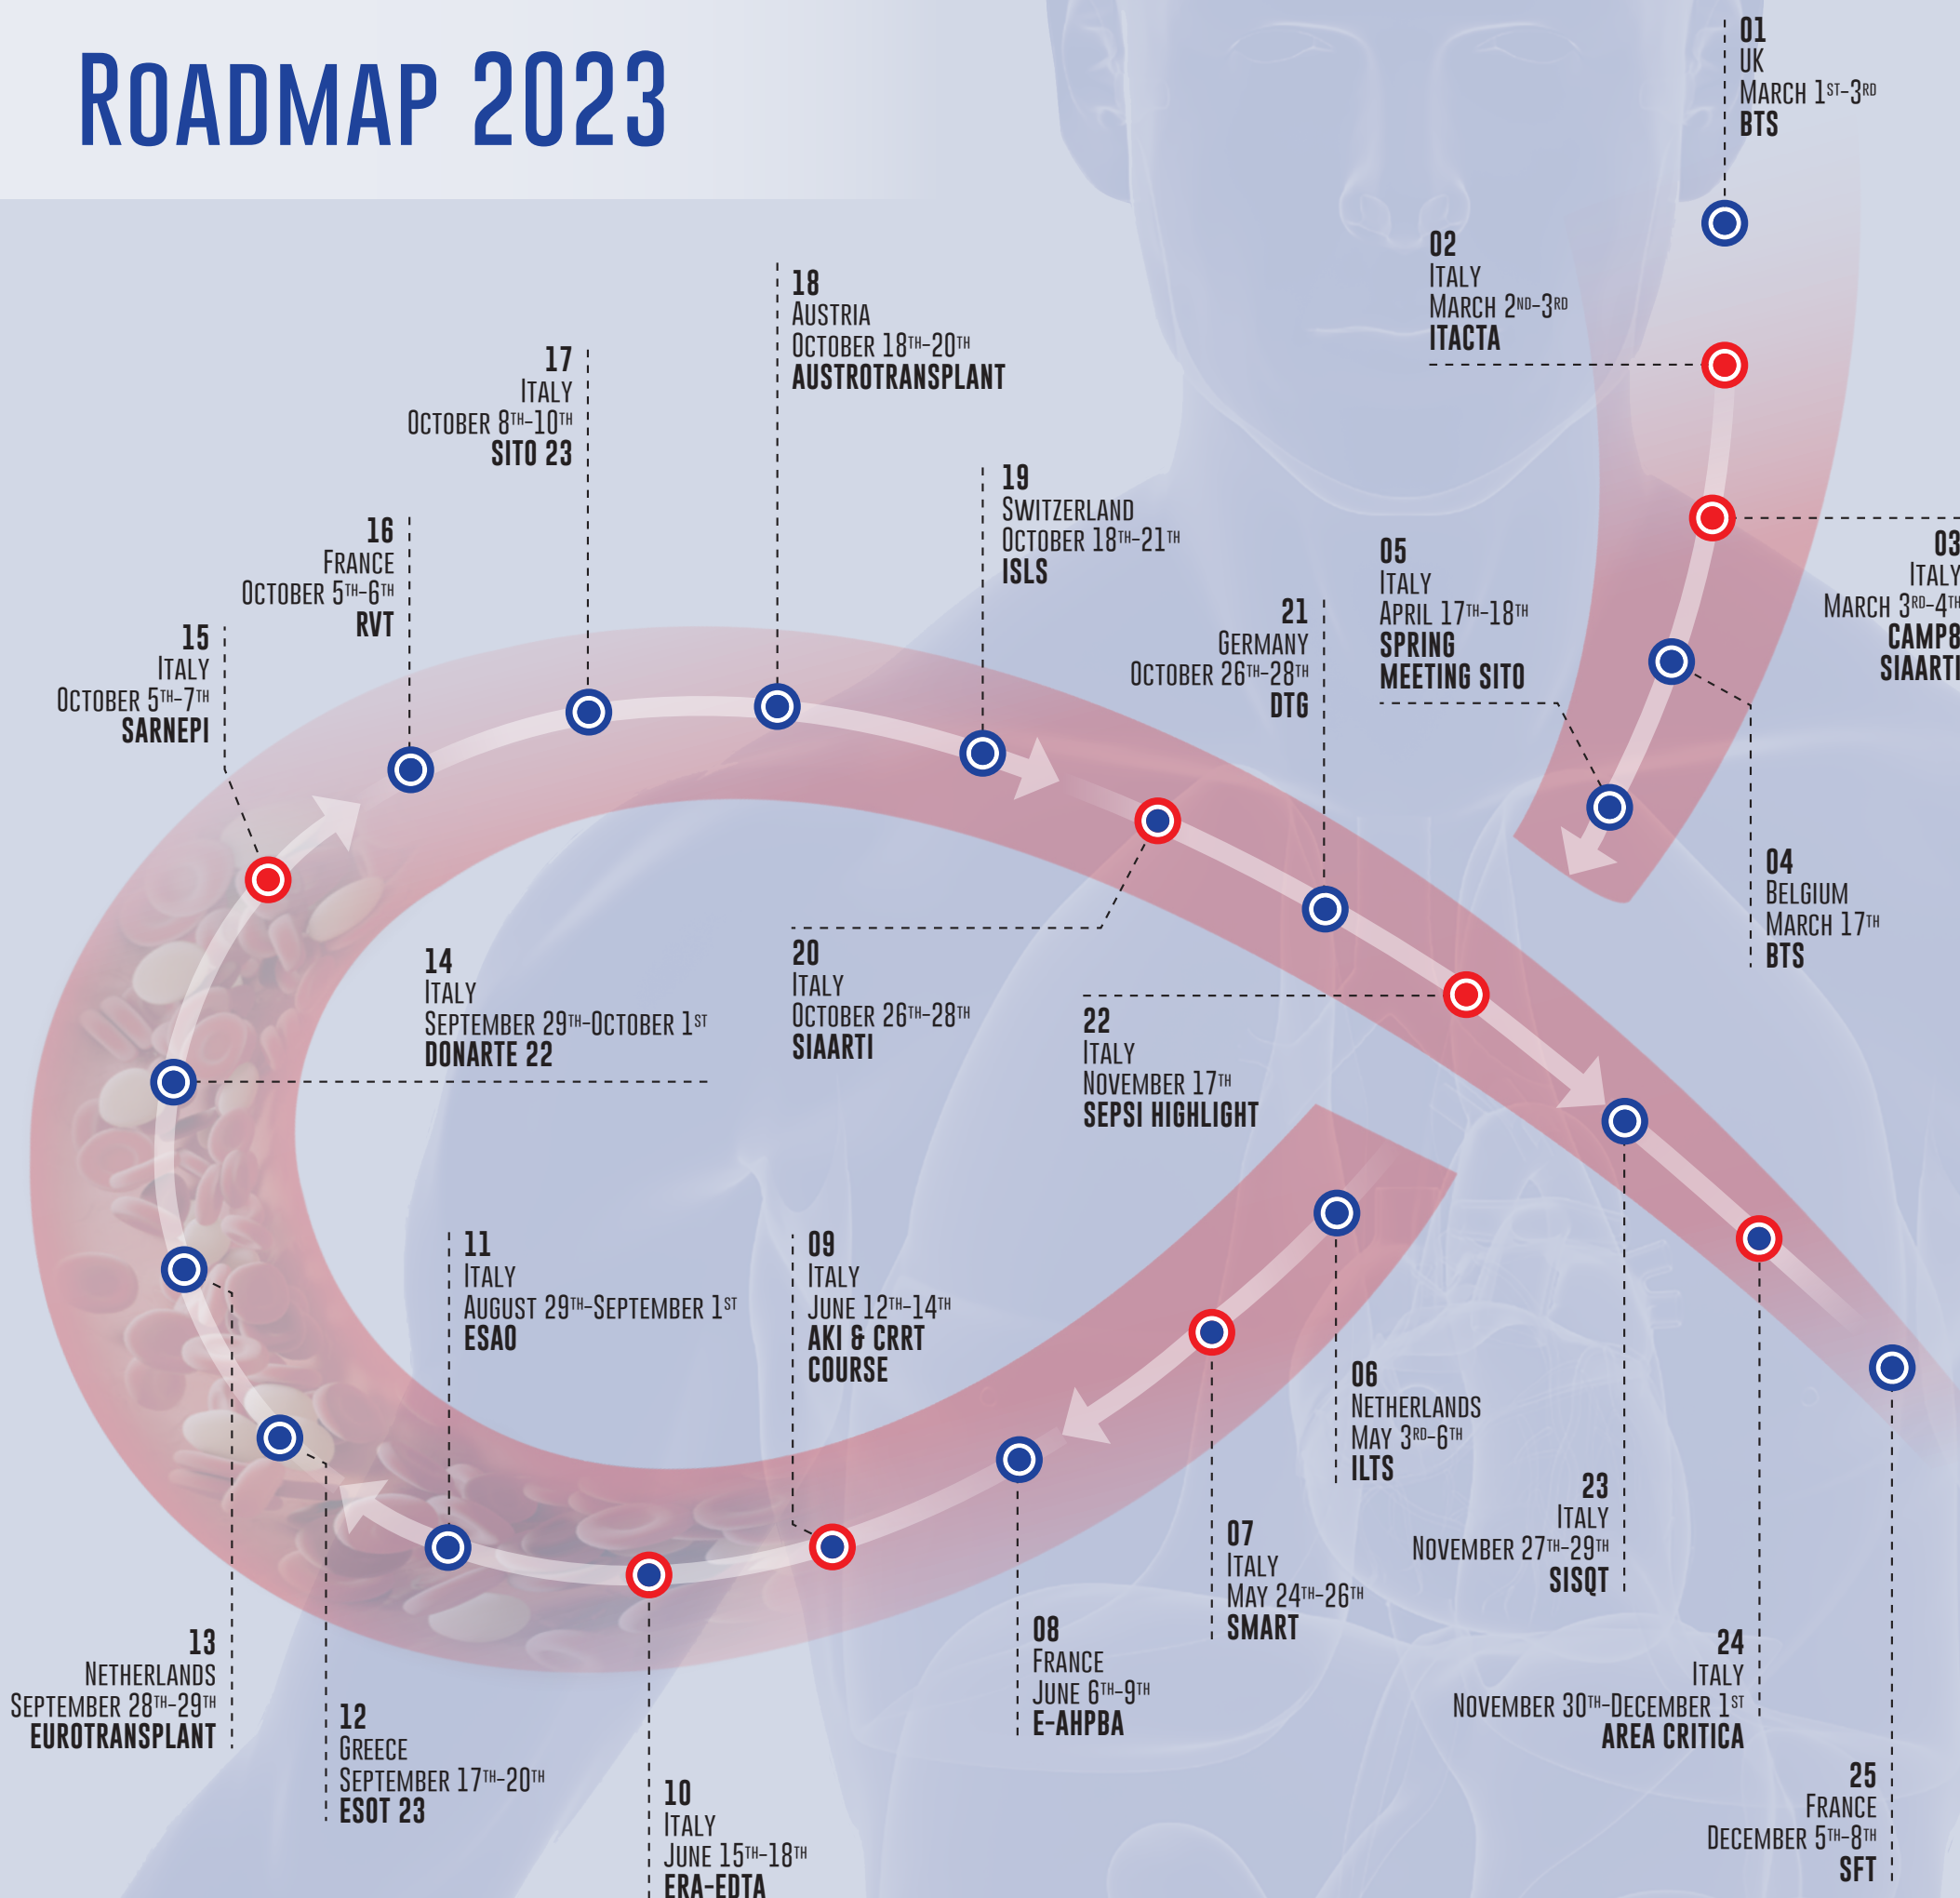 ROADMAP 2023
01
UK
MARCH 1ST-3RD
BTS
02
ITALY
MARCH 2ND-3RD
ITACTA
03
ITALY
MARCH 3RD-4TH
CAMP8
SIAARTI
04
BELGIUM
MARCH 17TH
BTS
05
ITALY
APRIL 17TH-18TH
SPRING
MEETING SITO
06
NETHERLANDS
MAY 3RD-6TH
ILTS
07
ITALY
MAY 24TH-26TH
SMART
08
FRANCE
JUNE 6TH-9TH
E-AHPBA
09
ITALY
JUNE 12TH-14TH
AKI & CRRT
COURSE
10
ITALY
JUNE 15TH-18TH
ERA-EDTA
11
ITALY
AUGUST 29TH-SEPTEMBER 1ST
ESAO
12
GREECE
SEPTEMBER 17TH-20TH
ESOT 23
13
NETHERLANDS
SEPTEMBER 28TH-29TH
EUROTRANSPLANT
14
ITALY
SEPTEMBER 29TH-OCTOBER 1ST
DONARTE 22
15
ITALY
OCTOBER 5TH-7TH
SARNEPI
16
FRANCE
OCTOBER 5TH-6TH
RVT
17
ITALY
OCTOBER 8TH-10TH
SITO 23
18
AUSTRIA
OCTOBER 18TH-20TH
AUSTROTRANSPLANT
19
SWITZERLAND
OCTOBER 18TH-21TH
ISLS
20
ITALY
OCTOBER 26TH-28TH
SIAARTI
21
GERMANY
OCTOBER 26TH-28TH
DTG
22
ITALY
NOVEMBER 17TH
SEPSI HIGHLIGHT
23
ITALY
NOVEMBER 27TH-29TH
SISQT
24
ITALY
NOVEMBER 30TH-DECEMBER 1ST
AREA CRITICA
25
FRANCE
DECEMBER 5TH-8TH
SFT